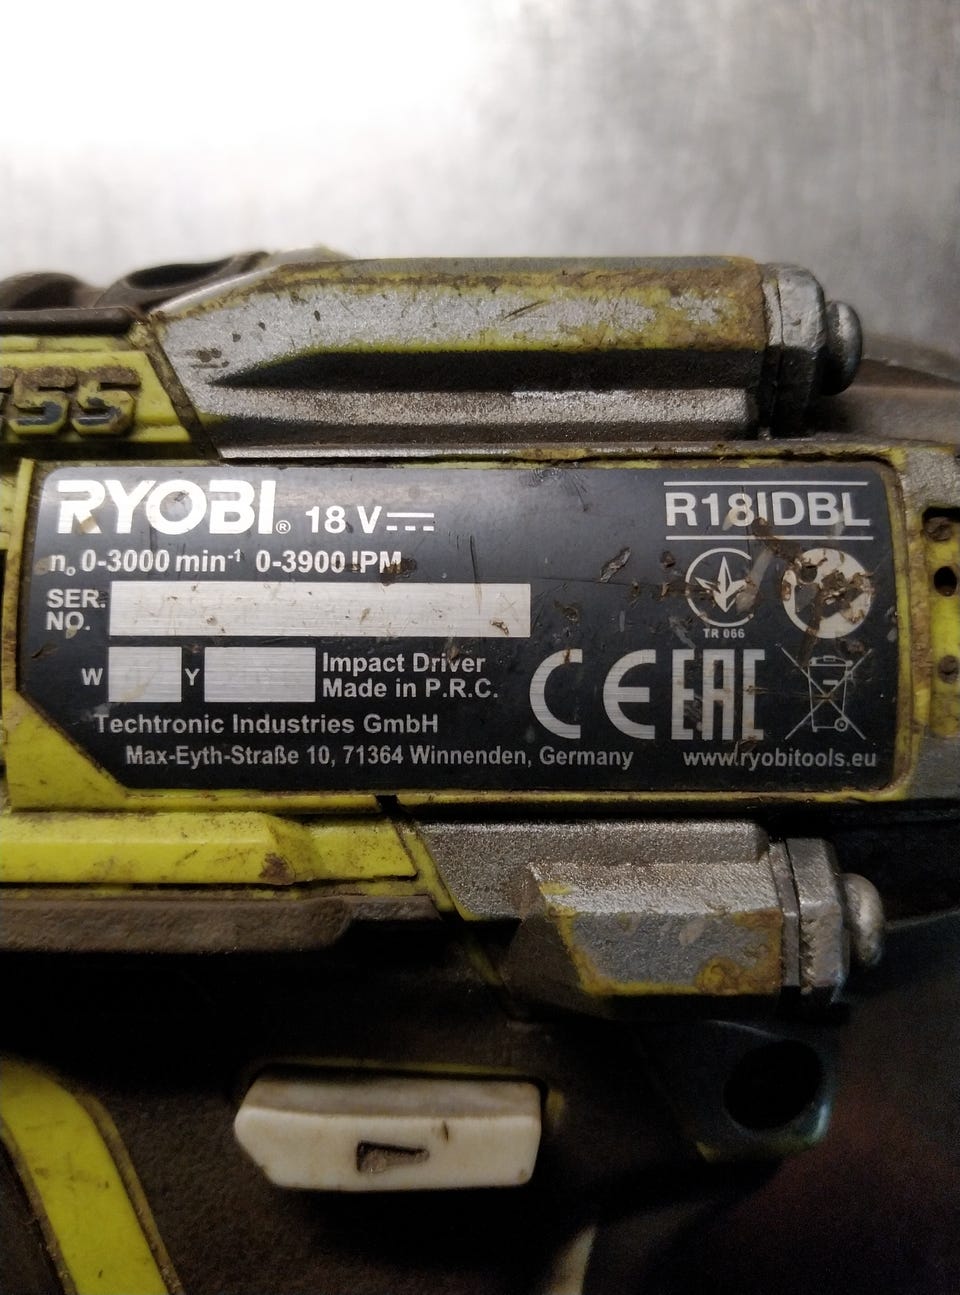 ESS
RYOBI® 18 V⎓
R18IDBL
n₀ 0-3000 min⁻¹ 0-3900 IPM
SER.
NO.
TR 066
W Y
Impact Driver
Made in P.R.C.
CE EAC
Techtronic Industries GmbH
Max-Eyth-Straße 10, 71364 Winnenden, Germany
www.ryobitools.eu